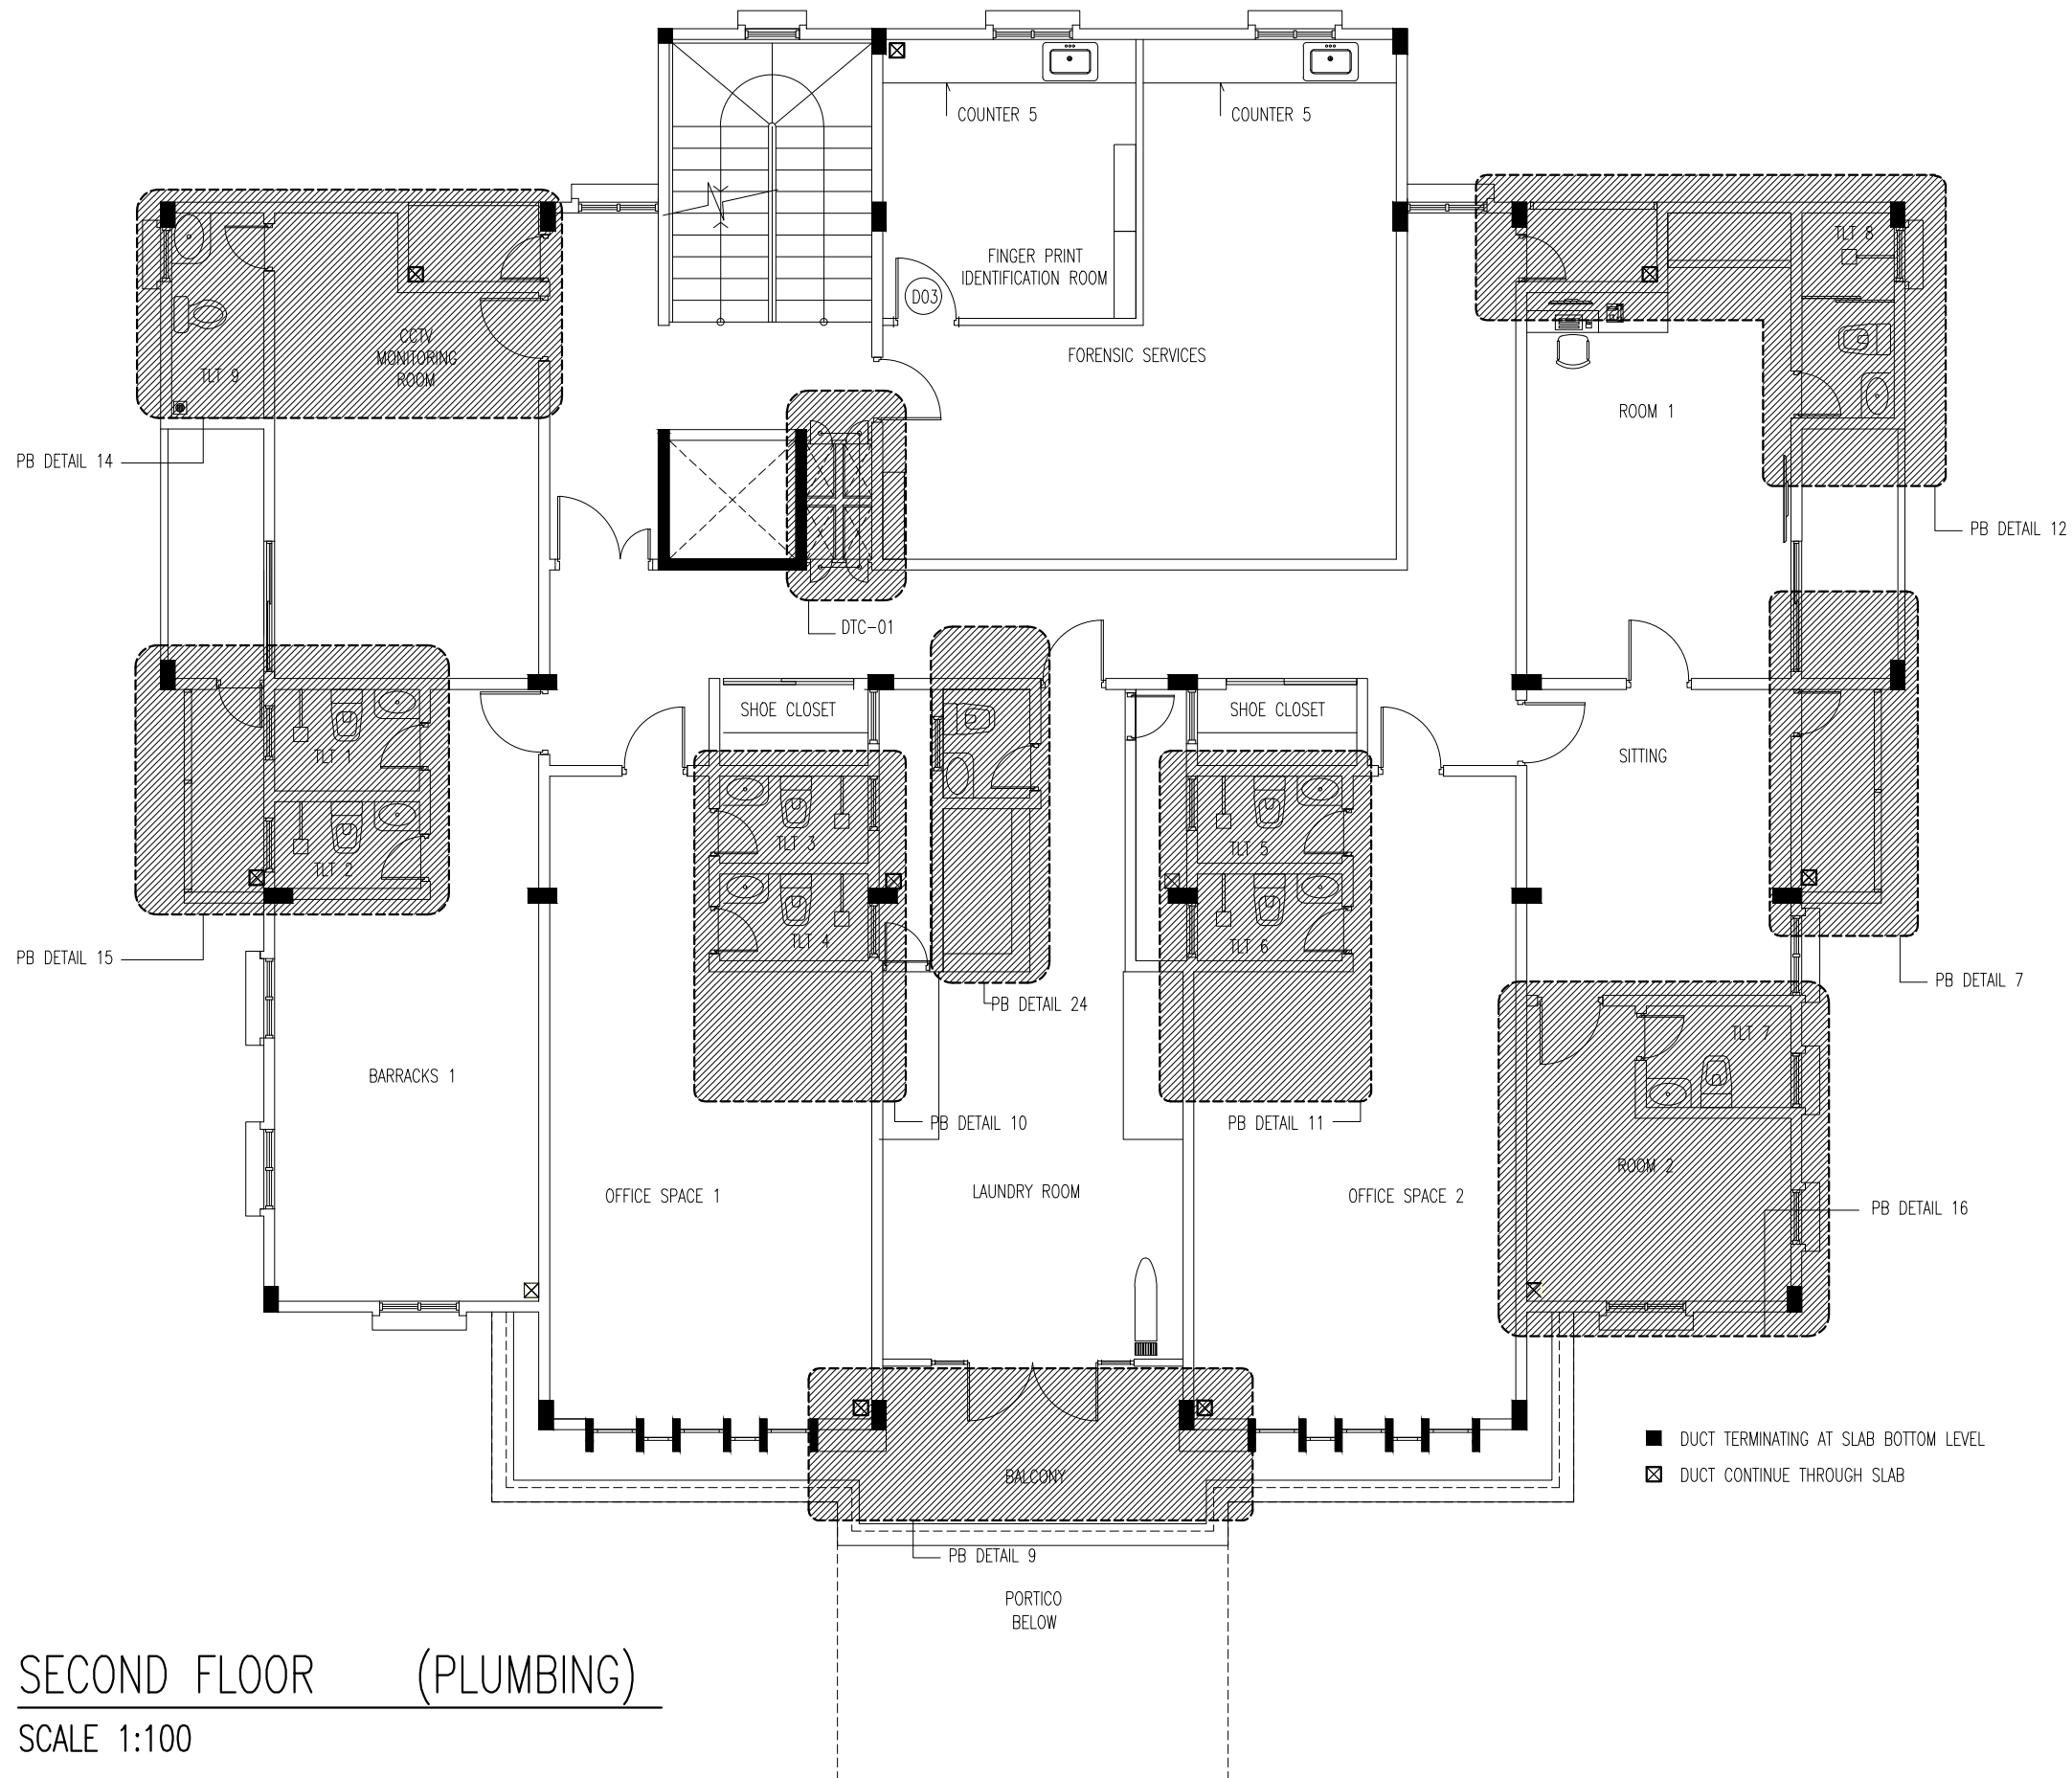 COUNTER 5
COUNTER 5
TLT 8
FINGER PRINT
IDENTIFICATION ROOM
D03
CCTV
MONITORING
ROOM
TLT 9
FORENSIC SERVICES
ROOM 1
PB DETAIL 14
PB DETAIL 12
DTC-01
SHOE CLOSET
SHOE CLOSET
TLT 1
SITTING
TLT 2
TLT 3
TLT 5
TLT 4
TLT 6
PB DETAIL 15
PB DETAIL 7
PB DETAIL 24
TLT 7
BARRACKS 1
PB DETAIL 10
PB DETAIL 11
ROOM 2
OFFICE SPACE 1
LAUNDRY ROOM
OFFICE SPACE 2
PB DETAIL 16
DUCT TERMINATING AT SLAB BOTTOM LEVEL
DUCT CONTINUE THROUGH SLAB
BALCONY
PB DETAIL 9
PORTICO
BELOW
SECOND FLOOR (PLUMBING)
SCALE 1:100